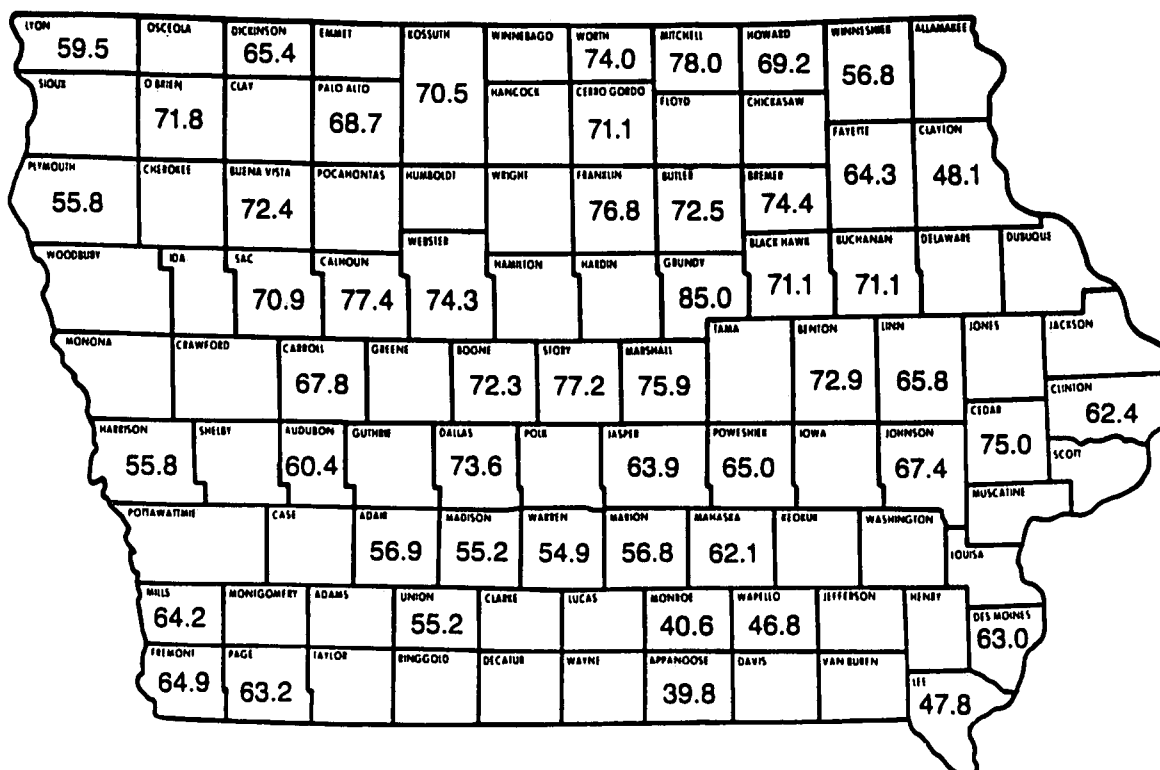 LYON
59.5
OSCEOLA
DICKINSON
65.4
EMMET
KOSSUTH
70.5
WINNEBAGO
WORTH
74.0
MITCHELL
78.0
HOWARD
69.2
WINNESHIEK
56.8
ALLAMAKEE
SIOUX
O BRIEN
71.8
CLAY
PALO ALTO
68.7
HANCOCK
CERRO GORDO
71.1
FLOYD
CHICKASAW
FAYETTE
64.3
CLAYTON
48.1
PLYMOUTH
55.8
CHEROKEE
BUENA VISTA
72.4
POCAHONTAS
HUMBOLDT
WRIGHT
FRANKLIN
76.8
BUTLER
72.5
BREMER
74.4
WOODBURY
IDA
SAC
70.9
CALHOUN
77.4
WEBSTER
74.3
HAMILTON
HARDIN
GRUNDY
85.0
BLACK HAWK
71.1
BUCHANAN
71.1
DELAWARE
DUBUQUE
MONONA
CRAWFORD
CARROLL
67.8
GREENE
BOONE
72.3
STORY
77.2
MARSHALL
75.9
TAMA
BENTON
72.9
LINN
65.8
JONES
JACKSON
CLINTON
62.4
CEDAR
75.0
SCOTT
HARRISON
55.8
SHELBY
AUDUBON
60.4
GUTHRIE
DALLAS
73.6
POLK
JASPER
63.9
POWESHIEK
65.0
IOWA
JOHNSON
67.4
MUSCATINE
POTTAWATTMIE
CASE
ADAIR
56.9
MADISON
55.2
WARREN
54.9
MARION
56.8
MAHASKA
62.1
KEOKUK
WASHINGTON
LOUISA
MILLS
64.2
MONTGOMERY
ADAMS
UNION
55.2
CLARKE
LUCAS
MONROE
40.6
WAPELLO
46.8
JEFFERSON
HENRY
DES MOINES
63.0
FREMONT
64.9
PAGE
63.2
TAYLOR
RINGGOLD
DECATUR
WAYNE
APPANOOSE
39.8
DAVIS
VAN BUREN
LEE
47.8